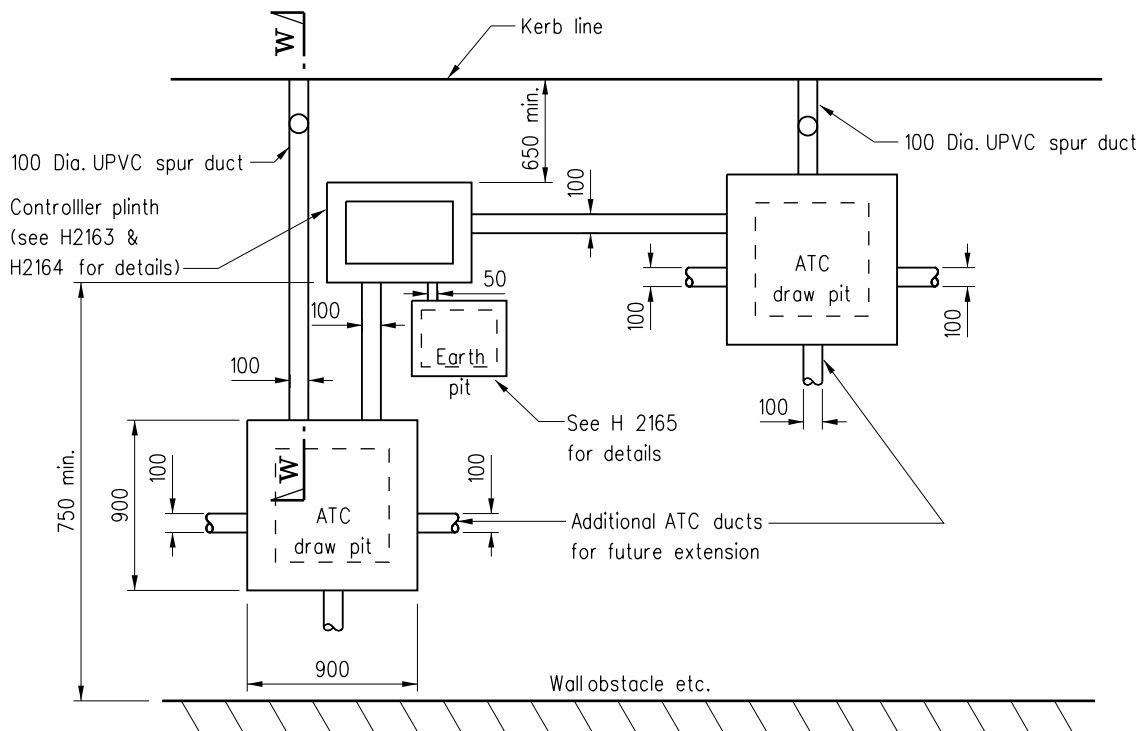 W
Kerb line
650 min.
100 Dia. UPVC spur duct
100 Dia. UPVC spur duct
Controlller plinth
(see H2163 &
H2164 for details)
100
ATC
draw pit
100
100
100
50
100
Earth
pit
100
See H 2165
for details
750 min.
900
100
W
100
ATC
draw pit
Additional ATC ducts
for future extension
900
Wall obstacle etc.